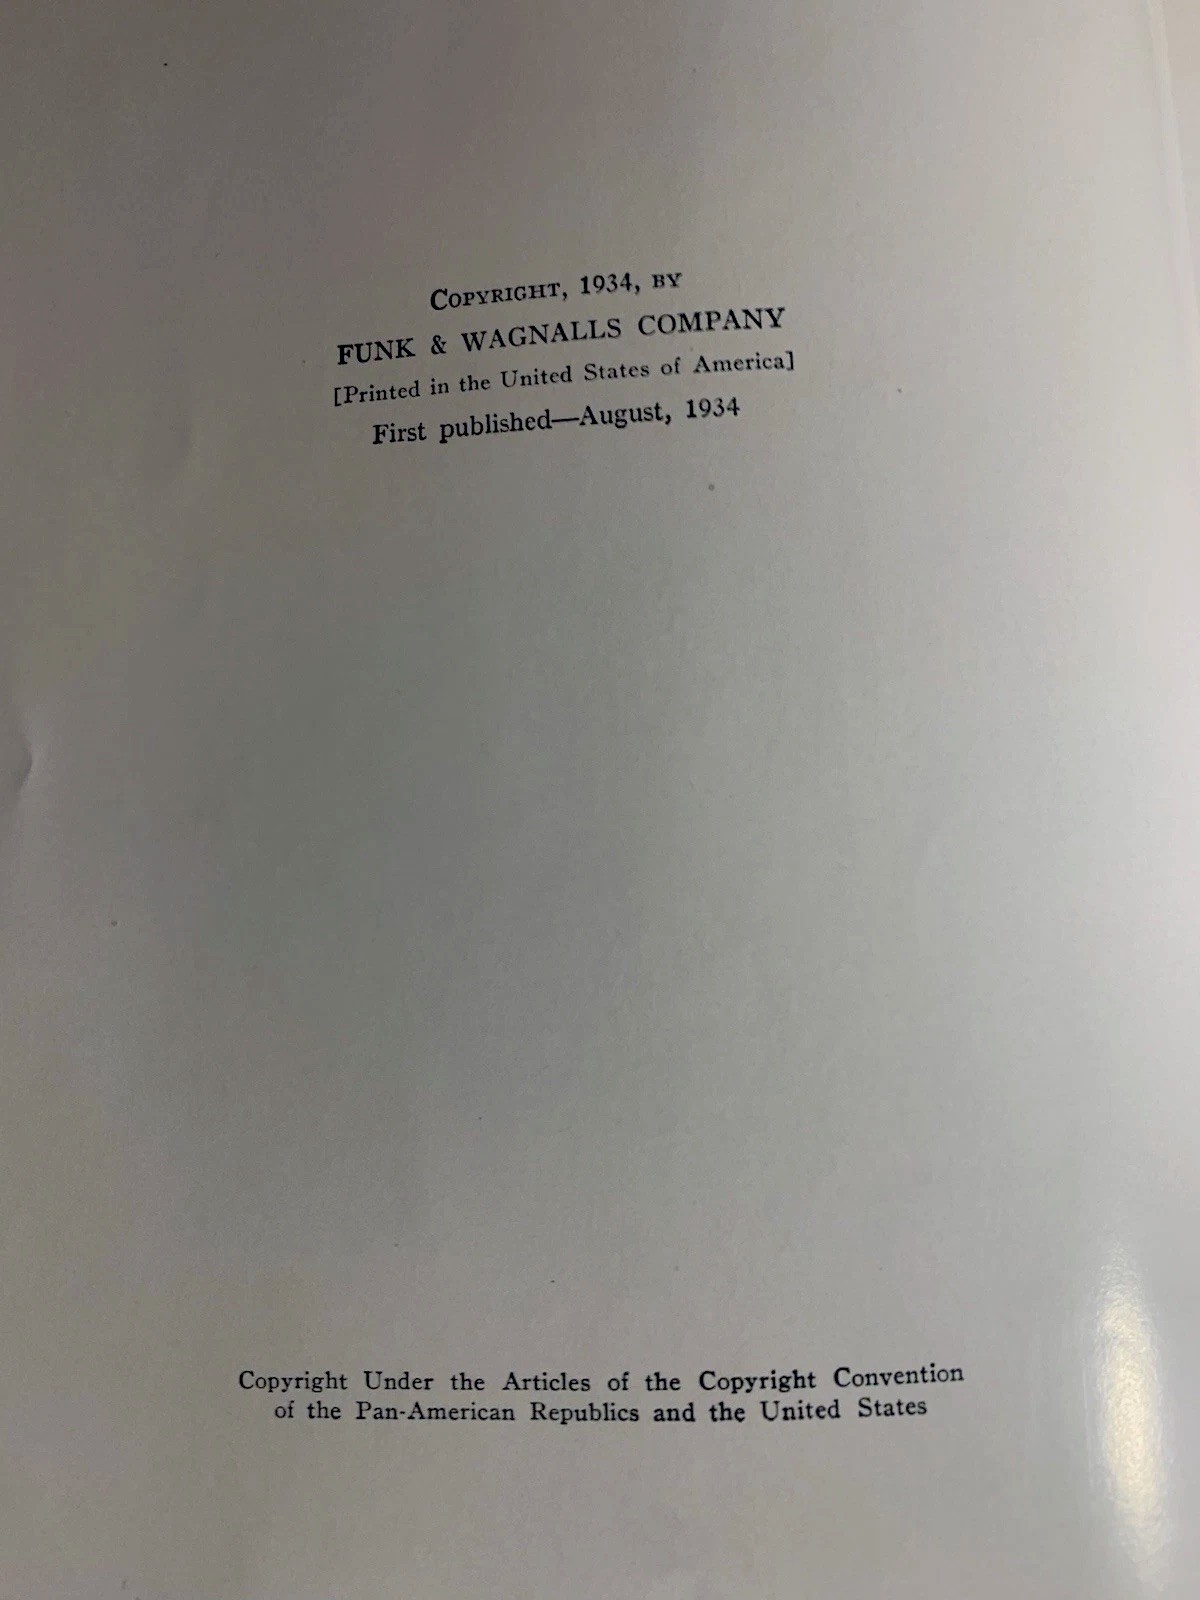 Copyright, 1934, by
FUNK & WAGNALLS COMPANY
[Printed in the United States of America]
First published—August, 1934
Copyright Under the Articles of the Copyright Convention
of the Pan-American Republics and the United States